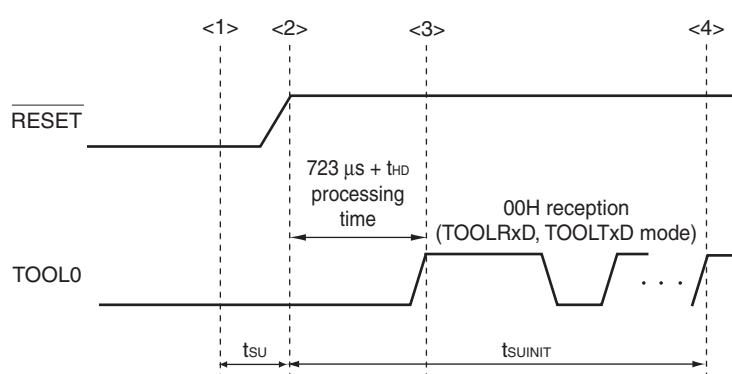 <1> <2> <3> <4>
RESET
723 μs + tHD
processing
time
00H reception
(TOOLRxD, TOOLTxD mode)
TOOL0
. . .
tSU
tSUINIT